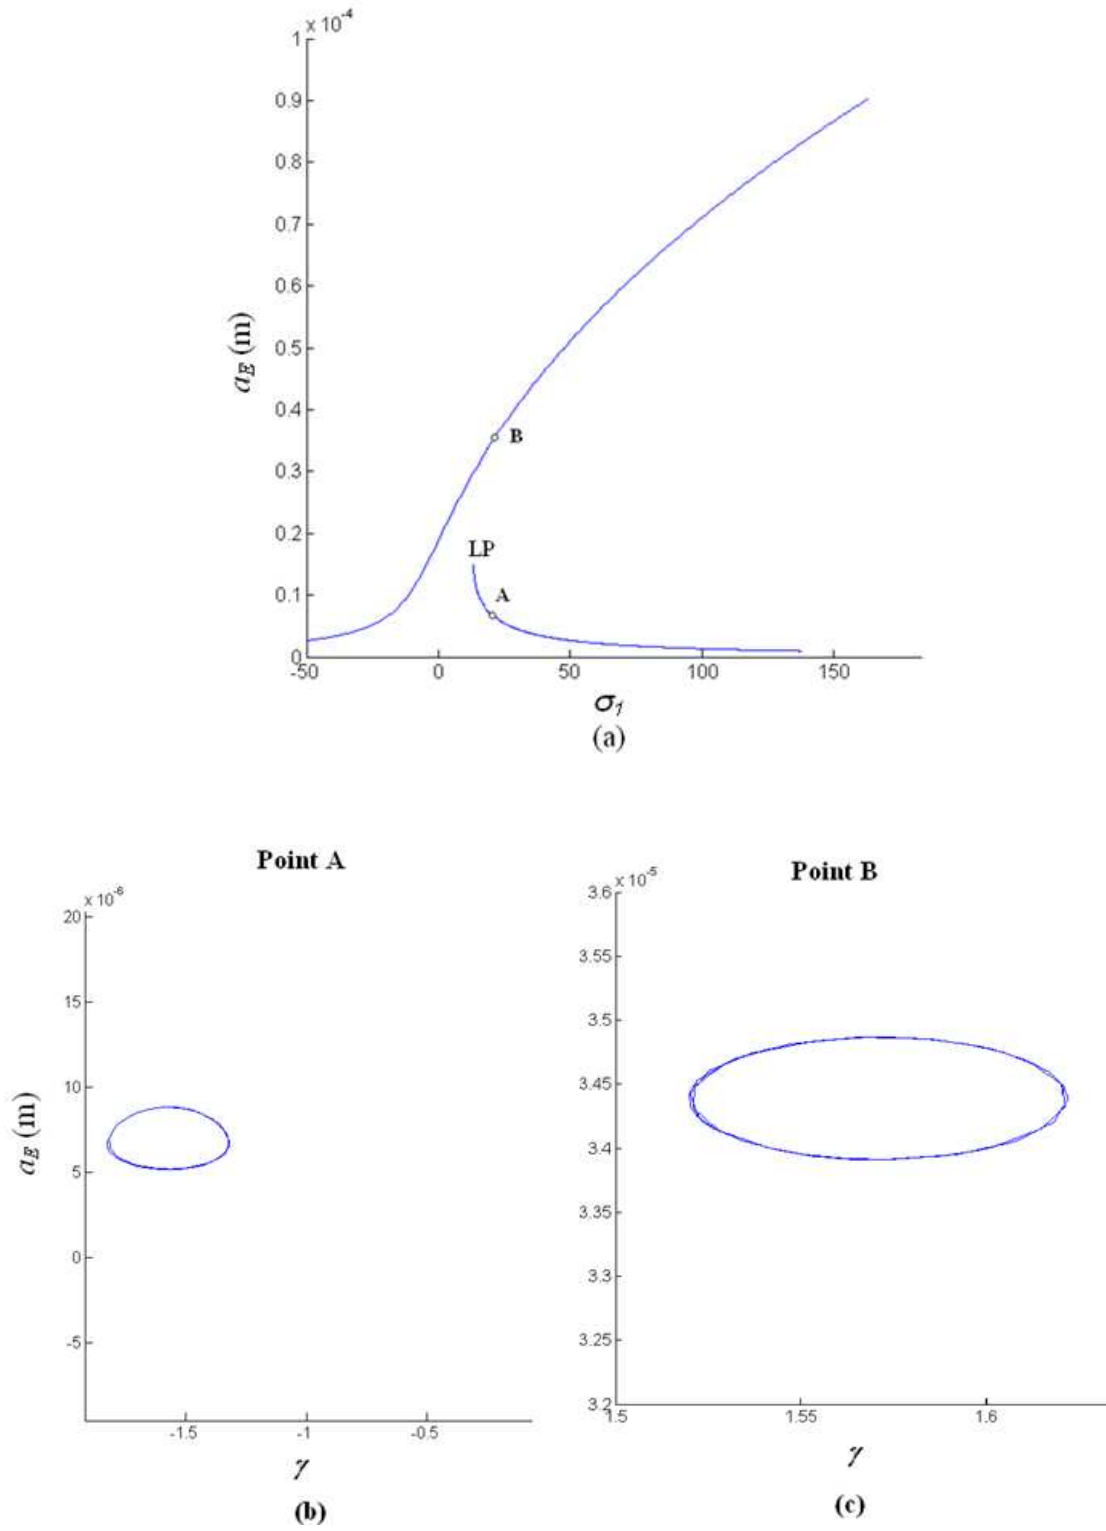 x 10⁻⁴
1
0.9
0.8
0.7
0.6
0.5
0.4
0.3
0.2
0.1
0
a_E (m)
B
LP
A
-50 0 50 100 150
σ₁
(a)
Point A
x 10⁻⁶
20
15
10
5
0
-5
a_E (m)
-1.5 -1 -0.5
γ
(b)
Point B
x 10⁻⁵
3.6
3.55
3.5
3.45
3.4
3.35
3.3
3.25
3.2
1.5 1.55 1.6
γ
(c)